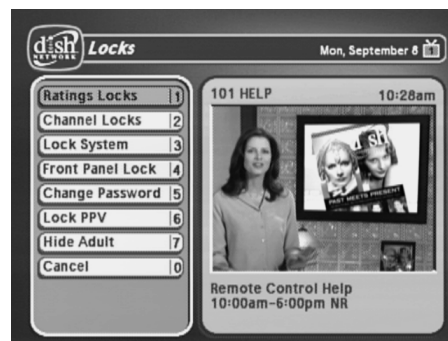 dish
NETWORK
Locks
Mon, September 8
1
Ratings Locks 1
Channel Locks 2
Lock System 3
Front Panel Lock 4
Change Password 5
Lock PPV 6
Hide Adult 7
Cancel 0
101 HELP 10:28am
dish
PAST MEETS PRESENT
Remote Control Help
10:00am-6:00pm NR